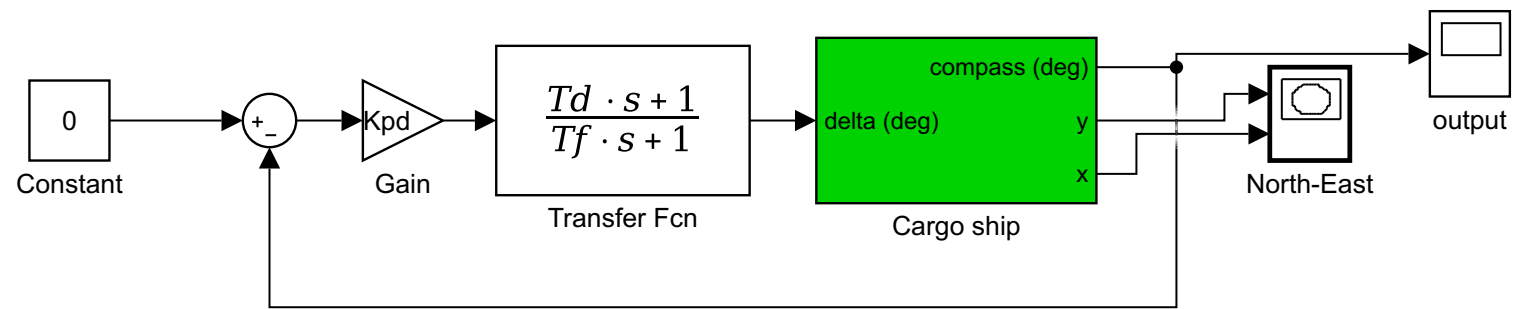 0
Constant
+
−
Kpd
Gain
Td · s + 1
Tf · s + 1
Transfer Fcn
delta (deg)
compass (deg)
y
x
Cargo ship
North-East
output